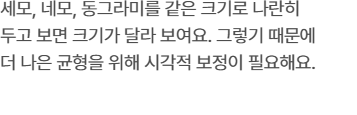 세모, 네모, 동그라미를 같은 크기로 나란히
두고 보면 크기가 달라 보여요. 그렇기 때문에
더 나은 균형을 위해 시각적 보정이 필요해요.